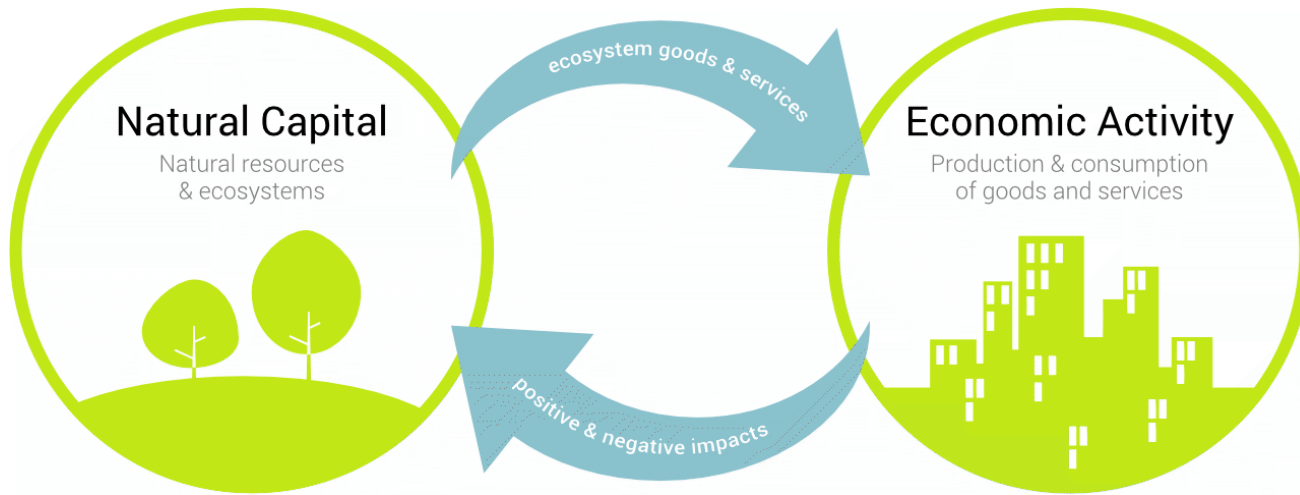 Natural Capital
Natural resources
& ecosystems
ecosystem goods & services
Economic Activity
Production & consumption
of goods and services
positive & negative impacts